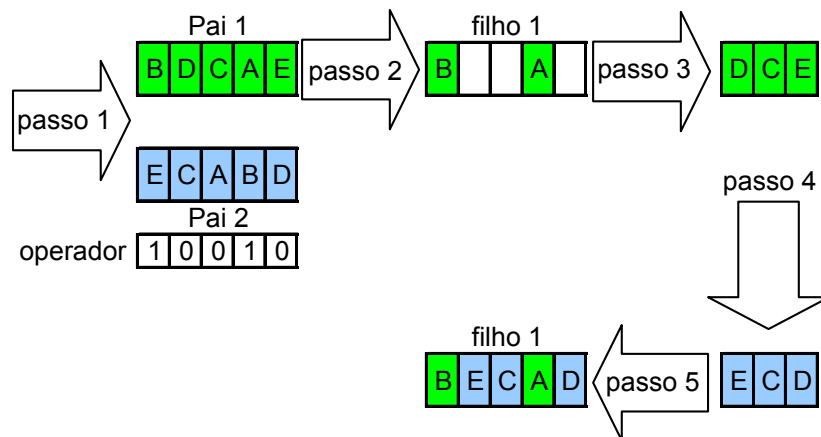 Pai 1
B D C A E
passo 1
E C A B D
Pai 2
operador 1 0 0 1 0
passo 2
filho 1
B A
passo 3
D C E
passo 4
E C D
passo 5
filho 1
B E C A D